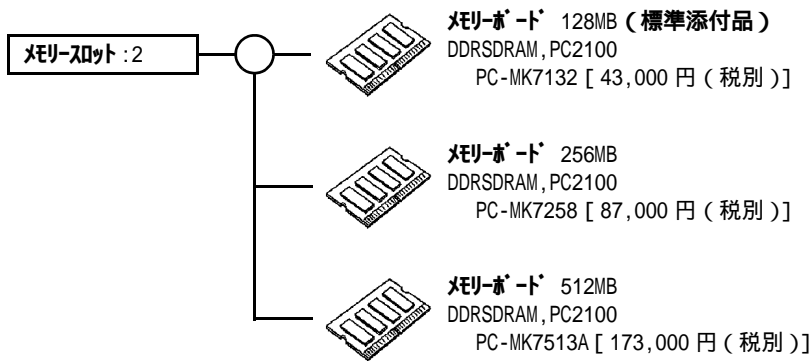 メモリースロット:2
メモリーボード 128MB(標準添付品)
DDRSDRAM,PC2100
PC-MK7132 [ 43,000 円(税別)]
メモリーボード 256MB
DDRSDRAM,PC2100
PC-MK7258 [ 87,000 円(税別)]
メモリーボード 512MB
DDRSDRAM,PC2100
PC-MK7513A [ 173,000 円(税別)]